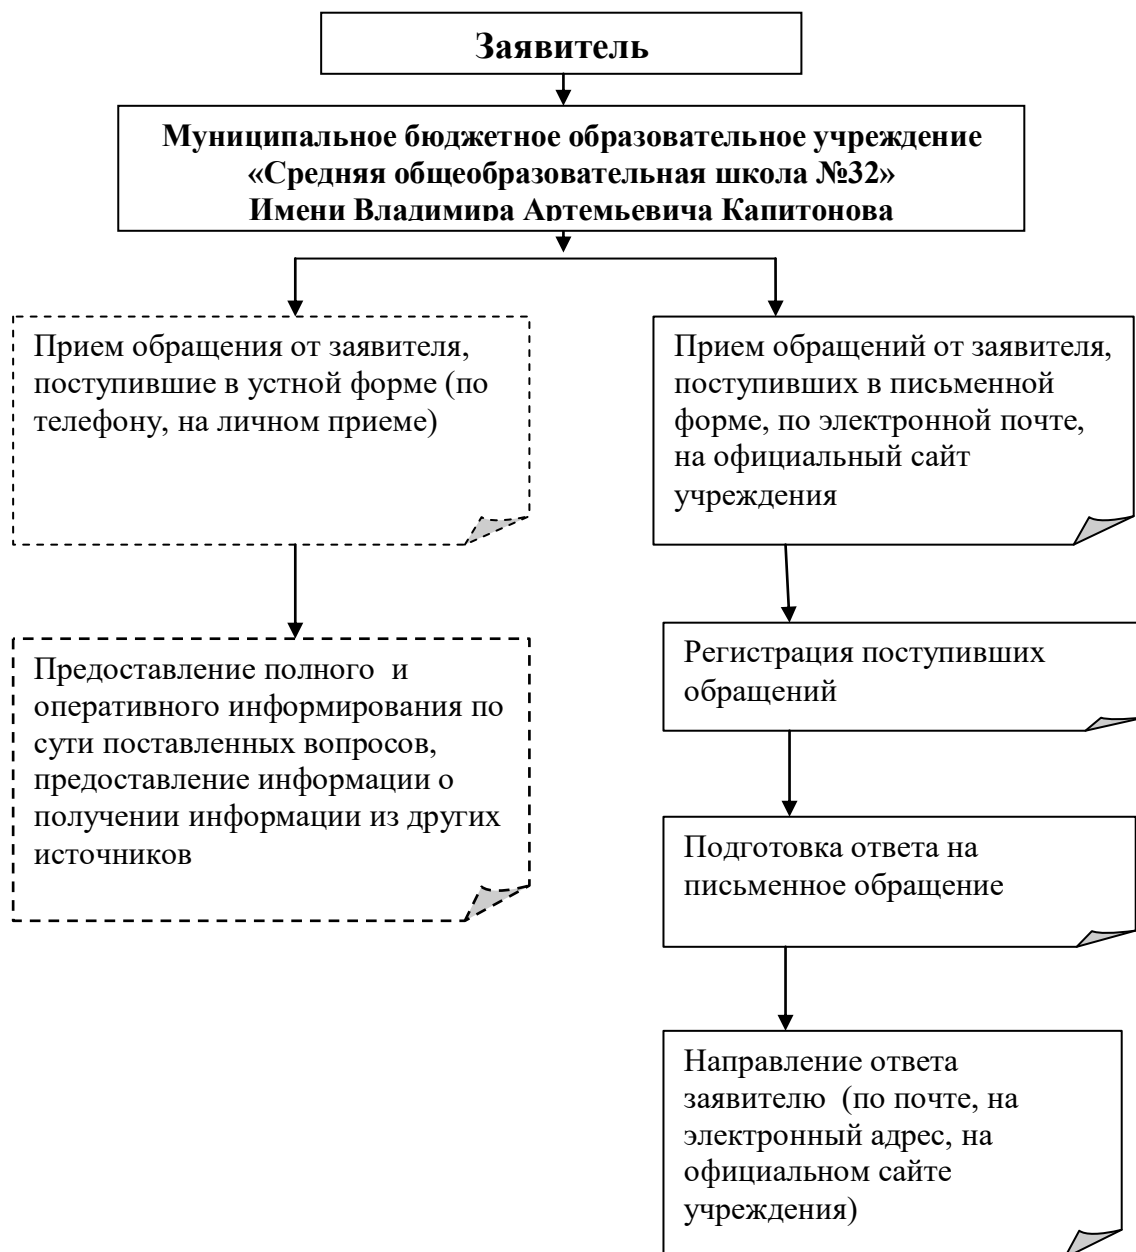 Заявитель
Муниципальное бюджетное образовательное учреждение
«Средняя общеобразовательная школа №32»
Имени Владимира Артемьевича Капитонова
Прием обращения от заявителя,
поступившие в устной форме (по
телефону, на личном приеме)
Прием обращений от заявителя,
поступивших в письменной
форме, по электронной почте,
на официальный сайт
учреждения
Предоставление полного  и
оперативного информирования по
сути поставленных вопросов,
предоставление информации о
получении информации из других
источников
Регистрация поступивших
обращений
Подготовка ответа на
письменное обращение
Направление ответа
заявителю  (по почте, на
электронный адрес, на
официальном сайте
учреждения)